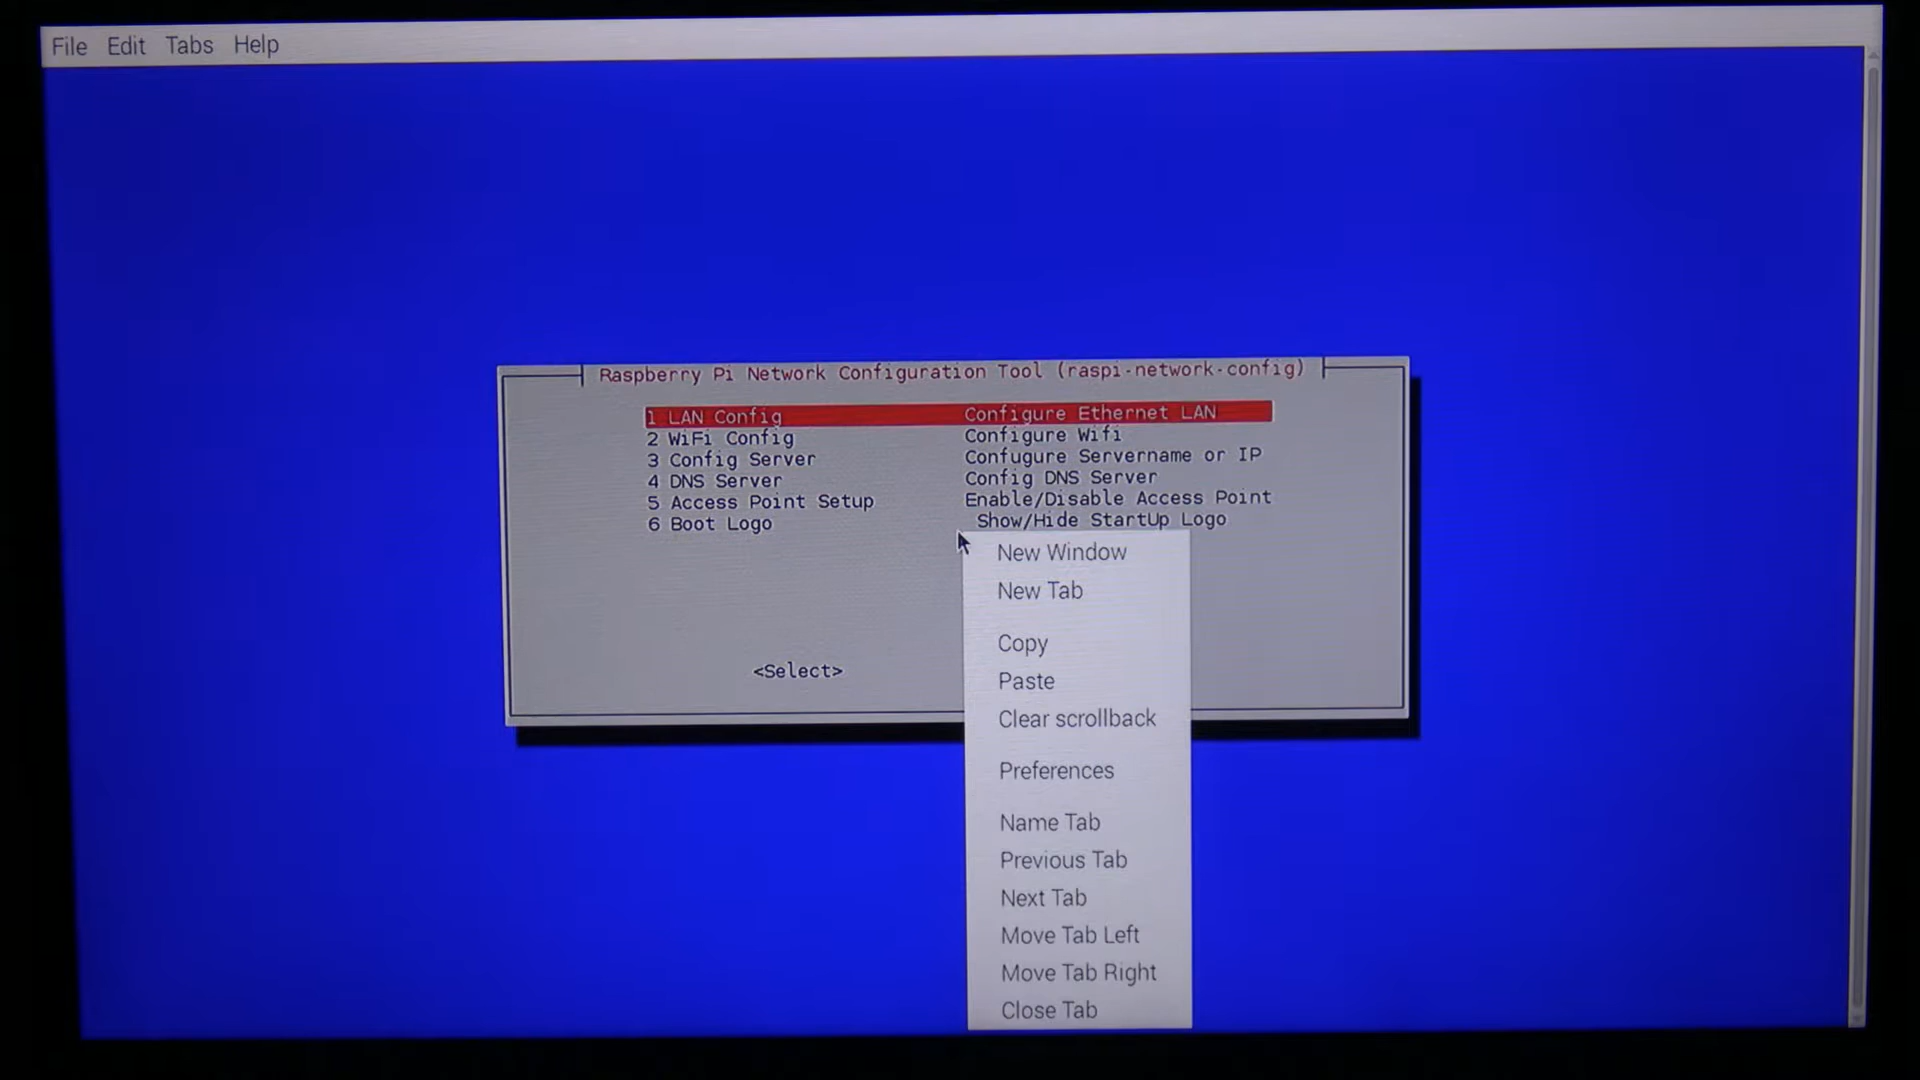 File Edit Tabs Help
Raspberry Pi Network Configuration Tool (raspi-network-config)
1 LAN Config Configure Ethernet LAN
2 WiFi Config Configure Wifi
3 Config Server Confugure Servername or IP
4 DNS Server Config DNS Server
5 Access Point Setup Enable/Disable Access Point
6 Boot Logo Show/Hide StartUp Logo
<Select>
New Window
New Tab
Copy
Paste
Clear scrollback
Preferences
Name Tab
Previous Tab
Next Tab
Move Tab Left
Move Tab Right
Close Tab